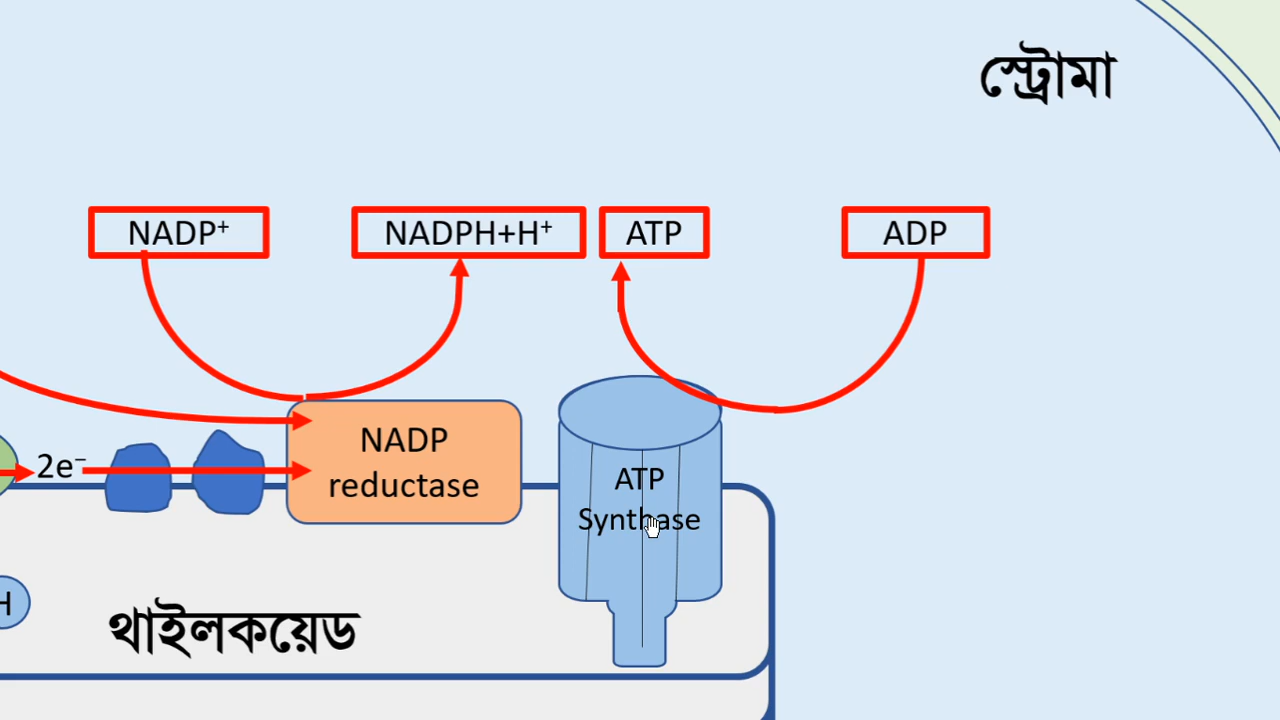 স্ট্রোমা
NADP⁺
NADPH+H⁺
ATP
ADP
NADP
reductase
2e⁻
ATP
Synthase
H
থাইলকয়েড